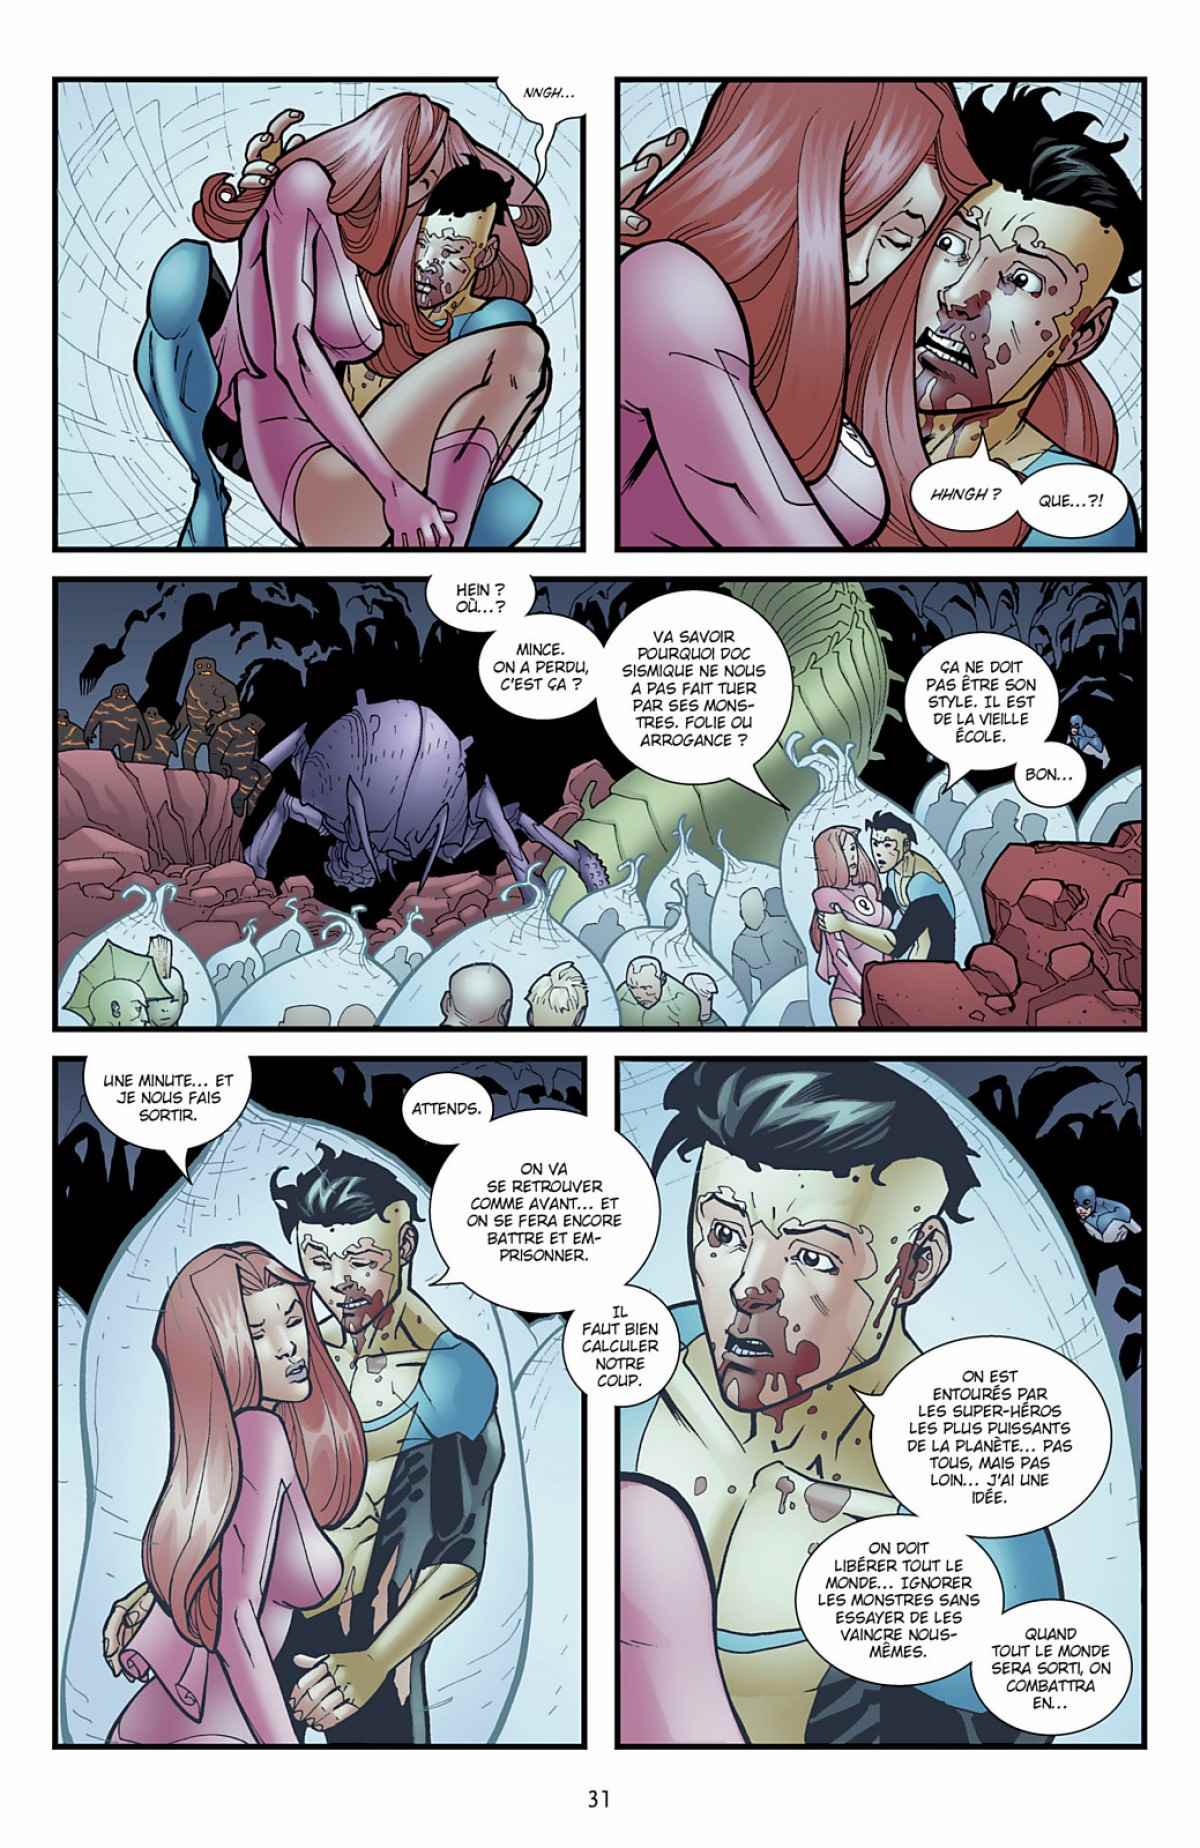 NNGH...
HHNGH ?
QUE...?!
HEIN ?
OÙ...?
MINCE.
ON A PERDU,
C'EST ÇA ?
VA SAVOIR
POURQUOI DOC
SISMIQUE NE NOUS
A PAS FAIT TUER
PAR SES MONS-
TRES. FOLIE OU
ARROGANCE ?
ÇA NE DOIT
PAS ÊTRE SON
STYLE. IL EST
DE LA VIEILLE
ÉCOLE.
BON...
UNE MINUTE... ET
JE NOUS FAIS
SORTIR.
ATTENDS.
ON VA
SE RETROUVER
COMME AVANT... ET
ON SE FERA ENCORE
BATTRE ET EM-
PRISONNER.
IL
FAUT BIEN
CALCULER
NOTRE
COUP.
ON EST
ENTOURÉS PAR
LES SUPER-HÉROS
LES PLUS PUISSANTS
DE LA PLANÈTE... PAS
TOUS, MAIS PAS
LOIN... J'AI UNE
IDÉE.
ON DOIT
LIBÉRER TOUT LE
MONDE... IGNORER
LES MONSTRES SANS
ESSAYER DE LES
VAINCRE NOUS-
MÊMES.
QUAND
TOUT LE MONDE
SERA SORTI, ON
COMBATTRA
EN...
31